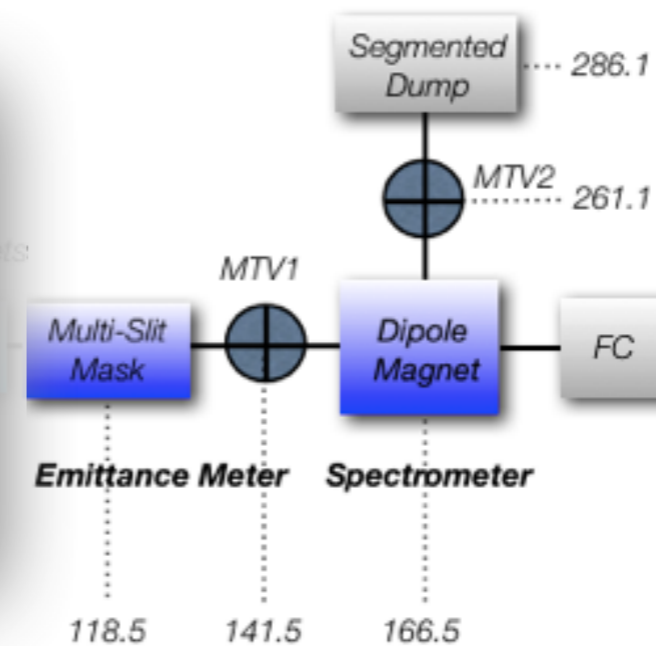 Segmented
Dump
286.1
MTV2
261.1
MTV1
Multi-Slit
Mask
Dipole
Magnet
FC
Emittance Meter
Spectrometer
118.5
141.5
166.5